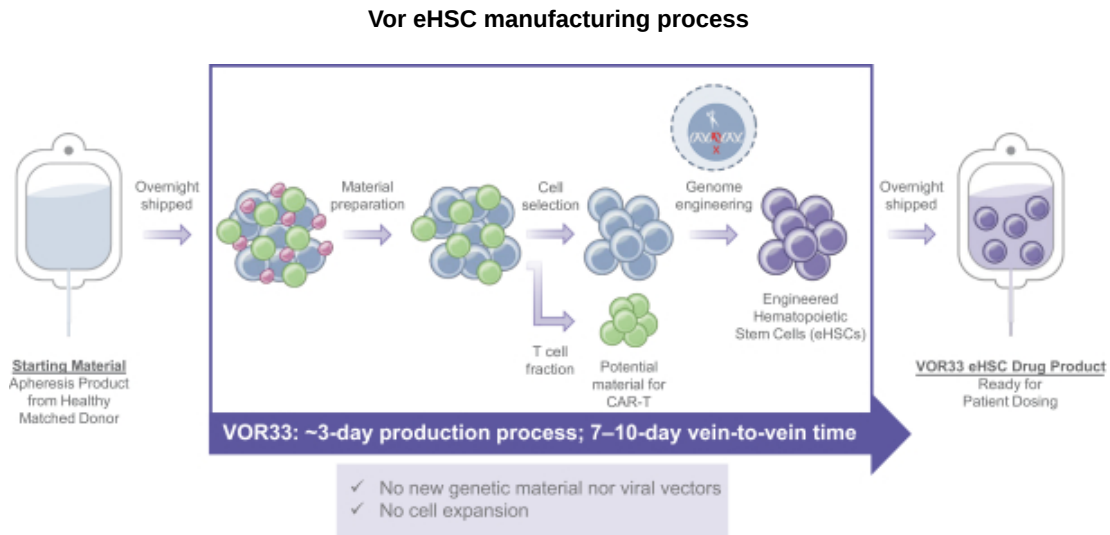 Vor eHSC manufacturing process
Overnight
shipped
Material
preparation
Cell
selection
Genome
engineering
Overnight
shipped
Engineered
Hematopoietic
Stem Cells (eHSCs)
T cell
fraction
Potential
material for
CAR-T
Starting Material
Apheresis Product
from Healthy
Matched Donor
VOR33 eHSC Drug Product
Ready for
Patient Dosing
VOR33: ~3-day production process; 7–10-day vein-to-vein time
✓ No new genetic material nor viral vectors
✓ No cell expansion